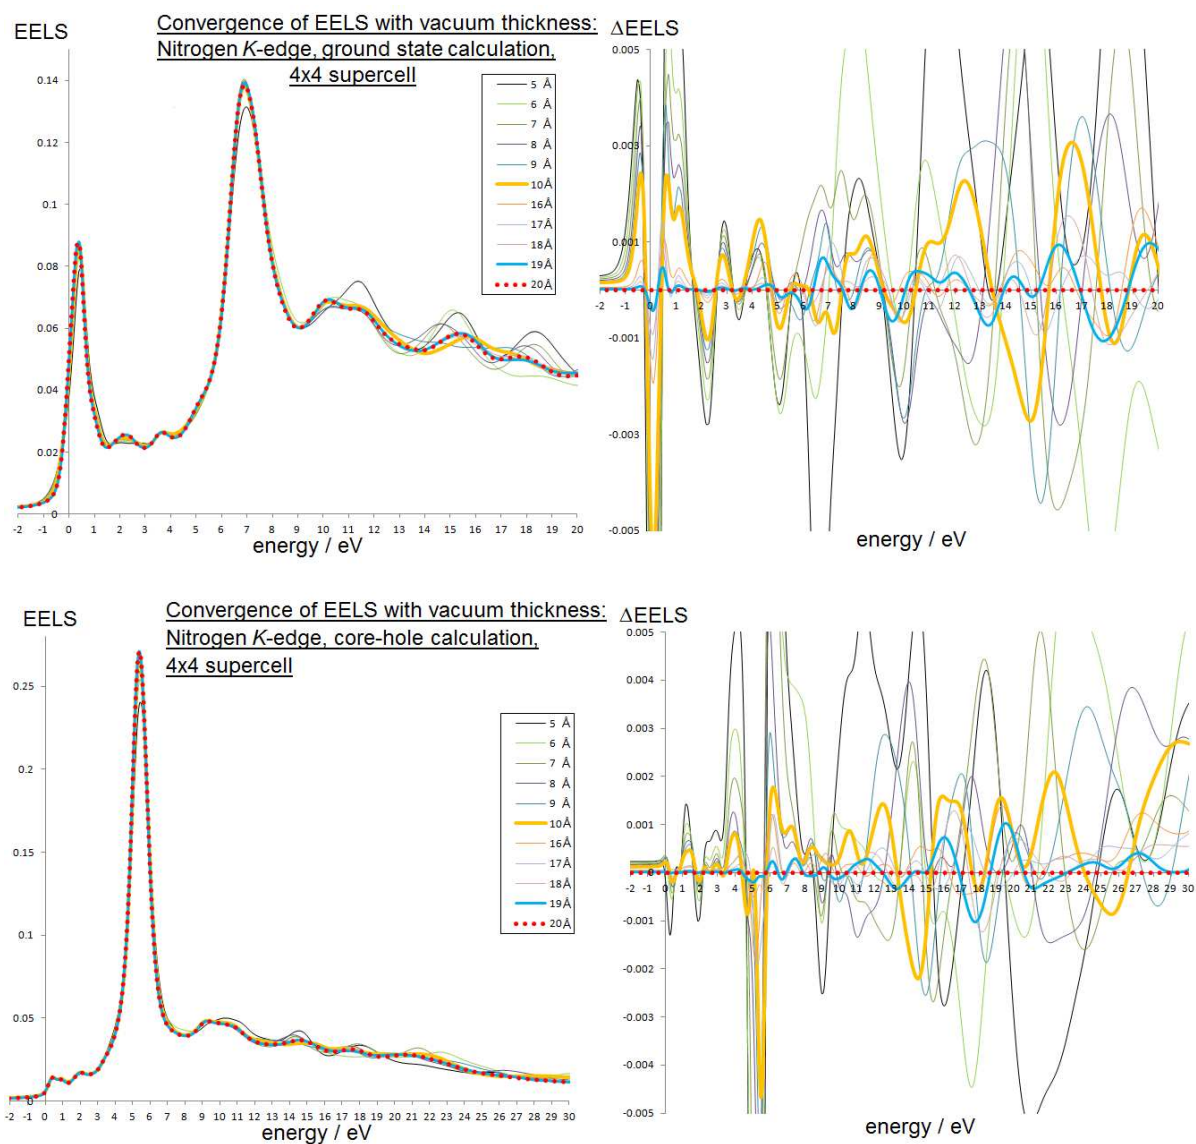 EELS
Convergence of EELS with vacuum thickness:
Nitrogen K-edge, ground state calculation,
4x4 supercell
0.14
0.12
0.1
0.08
0.06
0.04
0.02
0
-2 -1 0 1 2 3 4 5 6 7 8 9 10 11 12 13 14 15 16 17 18 19 20
energy / eV
5 Å
6 Å
7 Å
8 Å
9 Å
10Å
16Å
17Å
18Å
19Å
20Å
ΔEELS
0.005
0.003
0.001
-0.001
-0.003
-0.005
-2 -1 0 1 2 3 4 5 6 7 8 9 10 11 12 13 14 15 16 17 18 19 20
energy / eV
EELS
Convergence of EELS with vacuum thickness:
Nitrogen K-edge, core-hole calculation,
4x4 supercell
0.25
0.2
0.15
0.1
0.05
0
-2 -1 0 1 2 3 4 5 6 7 8 9 10 11 12 13 14 15 16 17 18 19 20 21 22 23 24 25 26 27 28 29 30
energy / eV
5 Å
6 Å
7 Å
8 Å
9 Å
10Å
16Å
17Å
18Å
19Å
20Å
ΔEELS
0.005
0.004
0.003
0.002
0.001
0
-0.001
-0.002
-0.003
-0.004
-0.005
-2 -1 0 1 2 3 4 5 6 7 8 9 10 11 12 13 14 15 16 17 18 19 20 21 22 23 24 25 26 27 28 29 30
energy / eV